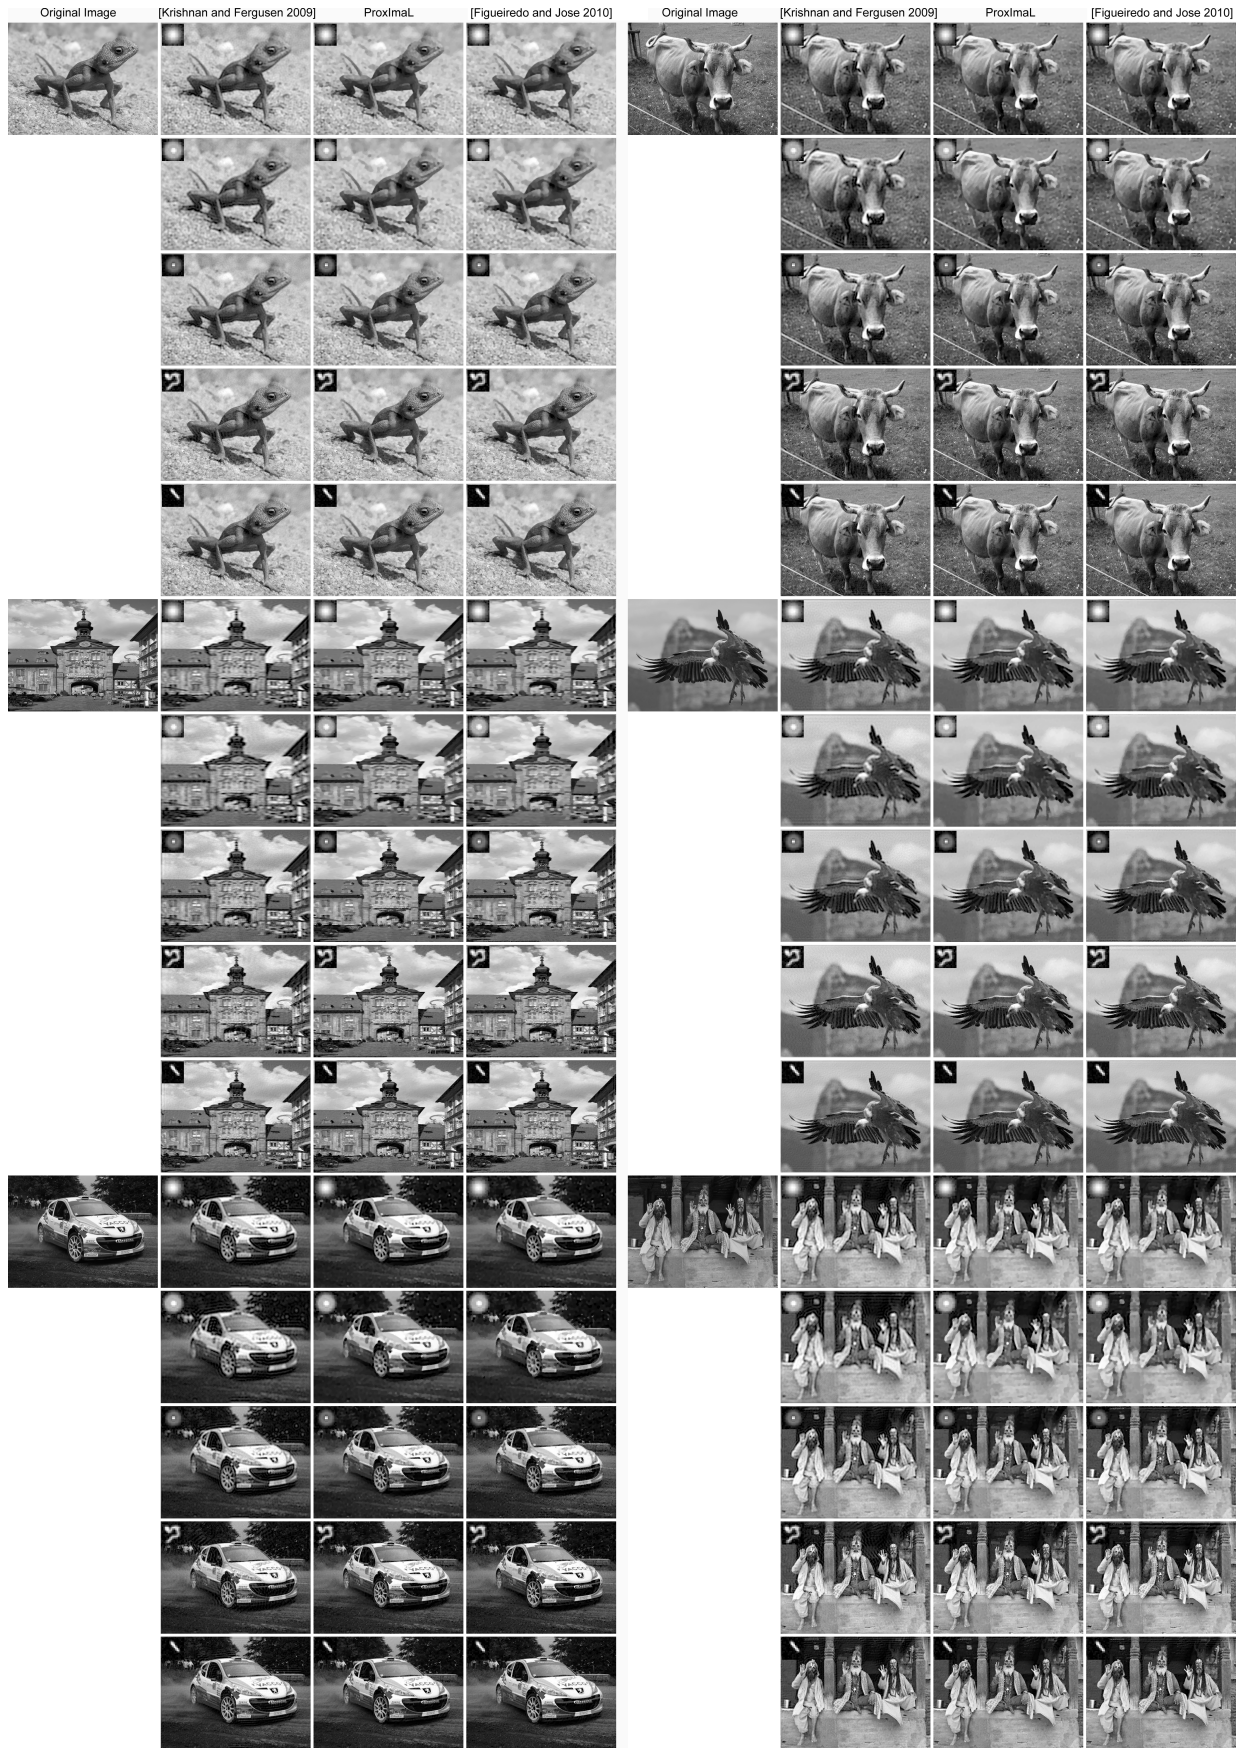 Original Image [Krishnan and Fergusen 2009] ProxImaL [Figueiredo and Jose 2010] Original Image [Krishnan and Fergusen 2009] ProxImaL [Figueiredo and Jose 2010]